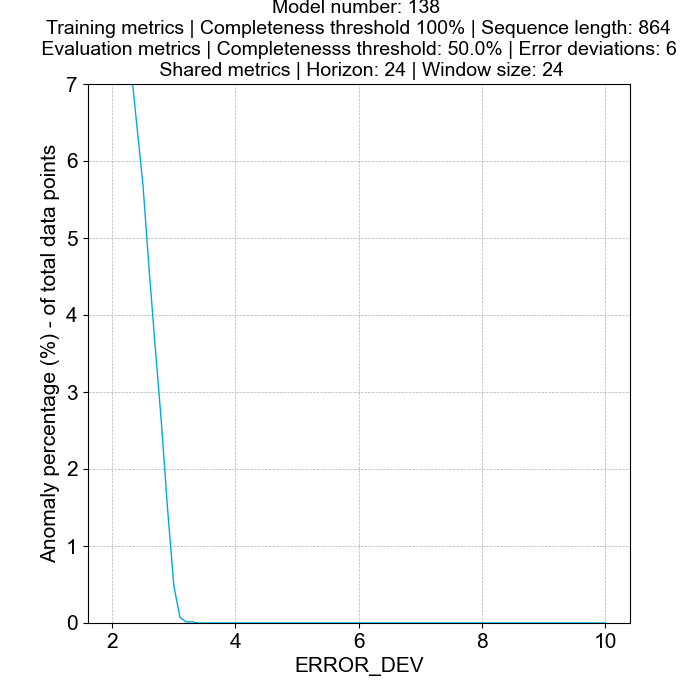 Model number: 138
Training metrics | Completeness threshold 100% | Sequence length: 864
Evaluation metrics | Completenesss threshold: 50.0% | Error deviations: 6
Shared metrics | Horizon: 24 | Window size: 24
Anomaly percentage (%) - of total data points
7
6
5
4
3
2
1
0
2 4 6 8 10
ERROR_DEV